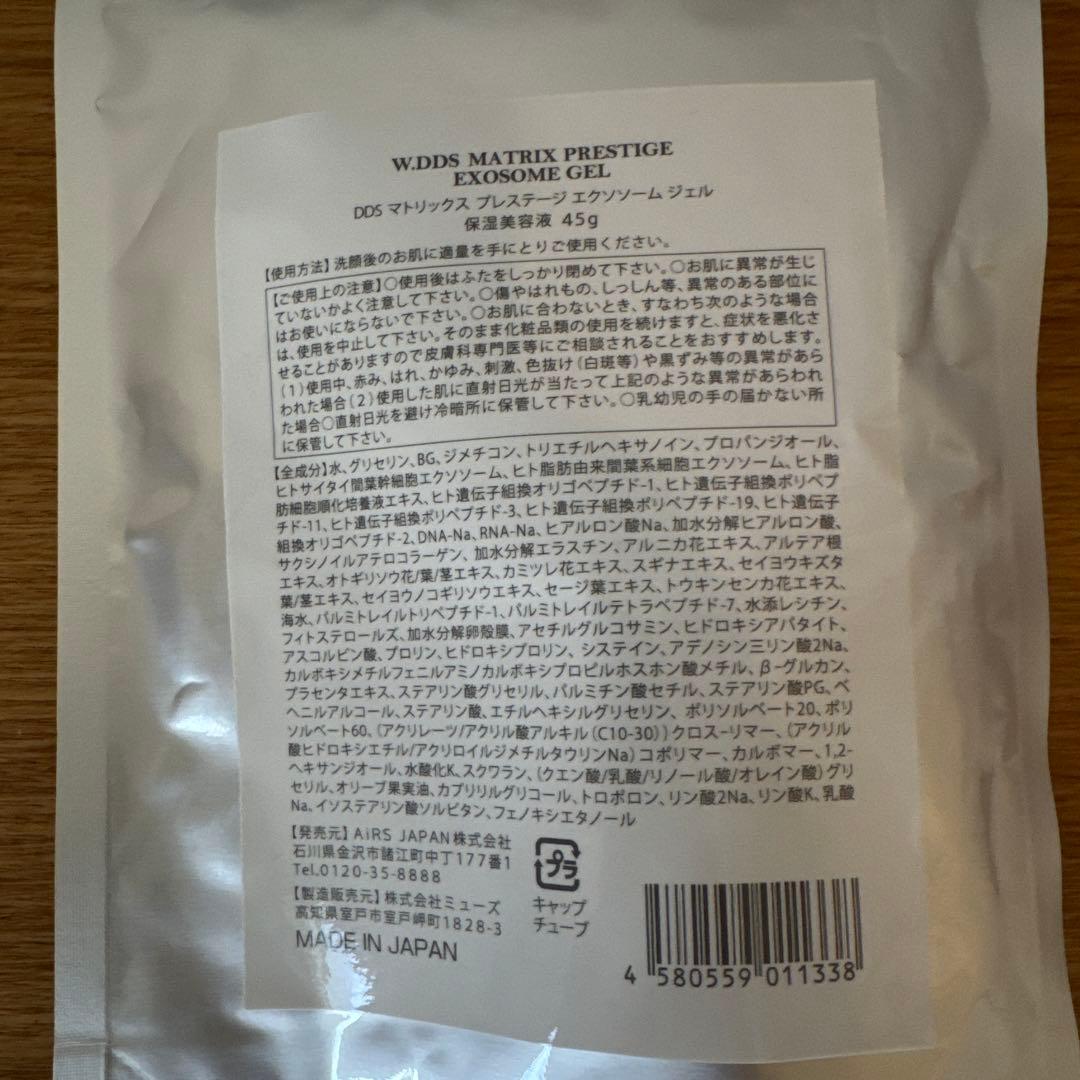 W.DDS MATRIX PRESTIGE
EXOSOME GEL
DDS マトリックス プレステージ エクソソーム ジェル
保湿美容液 45g
【使用方法】洗顔後のお肌に適量を手にとりご使用ください。
【ご使用上の注意】○使用後はふたをしっかり閉めて下さい。○お肌に異常が生じ
ていないかよく注意して下さい。○傷やはれもの、しっしん等、異常のある部位に
はお使いにならないで下さい。○お肌に合わないとき、すなわち次のような場合
は、使用を中止して下さい。そのまま化粧品類の使用を続けますと、症状を悪化さ
せることがありますので皮膚科専門医等にご相談されることをおすすめします。
(1)使用中、赤み、はれ、かゆみ、刺激、色抜け(白斑等)や黒ずみ等の異常があら
われた場合(2)使用した肌に直射日光が当たって上記のような異常があらわれ
た場合○直射日光を避け冷暗所に保管して下さい。○乳幼児の手の届かない所
に保管して下さい。
【全成分】水、グリセリン、BG、ジメチコン、トリエチルヘキサノイン、プロパンジオール、
ヒトサイタイ間葉幹細胞エクソソーム、ヒト脂肪由来間葉系細胞エクソソーム、ヒト脂
肪細胞順化培養液エキス、ヒト遺伝子組換オリゴペプチド-1、ヒト遺伝子組換ポリペプ
チド-11、ヒト遺伝子組換ポリペプチド-3、ヒト遺伝子組換ポリペプチド-19、ヒト遺伝子
組換オリゴペプチド-2、DNA-Na、RNA-Na、ヒアルロン酸Na、加水分解ヒアルロン酸、
サクシノイルアテロコラーゲン、加水分解エラスチン、アルニカ花エキス、アルテア根
エキス、オトギリソウ花/葉/茎エキス、カミツレ花エキス、スギナエキス、セイヨウキズタ
葉/茎エキス、セイヨウノコギリソウエキス、セージ葉エキス、トウキンセンカ花エキス、
海水、パルミトイルトリペプチド-1、パルミトレイルテトラペプチド-7、水添レシチン、
フィトステロールズ、加水分解卵殻膜、アセチルグルコサミン、ヒドロキシアパタイト、
アスコルビン酸、プロリン、ヒドロキシプロリン、システイン、アデノシン三リン酸2Na、
カルボキシメチルフェニルアミノカルボキシプロピルホスホン酸メチル、β-グルカン、
プラセンタエキス、ステアリン酸グリセリル、パルミチン酸セチル、ステアリン酸PG、ベ
ヘニルアルコール、ステアリン酸、エチルヘキシルグリセリン、ポリソルベート20、ポリ
ソルベート60、(アクリレーツ/アクリル酸アルキル(C10-30))クロス-リマー、(アクリル
酸ヒドロキシエチル/アクリロイルジメチルタウリンNa)コポリマー、カルボマー、1,2-
ヘキサンジオール、水酸化K、スクワラン、(クエン酸/乳酸/リノール酸/オレイン酸)グリ
セリル、オリーブ果実油、カプリリルグリコール、トロポロン、リン酸2Na、リン酸K、乳酸
Na、イソステアリン酸ソルビタン、フェノキシエタノール
【発売元】AiRS JAPAN株式会社
石川県金沢市諸江町中丁177番1
Tel.0120-35-8888
【製造販売元】株式会社ミューズ
高知県室戸市室戸岬町1828-3
MADE IN JAPAN
プラ
キャップ
チューブ
4 580559 011338